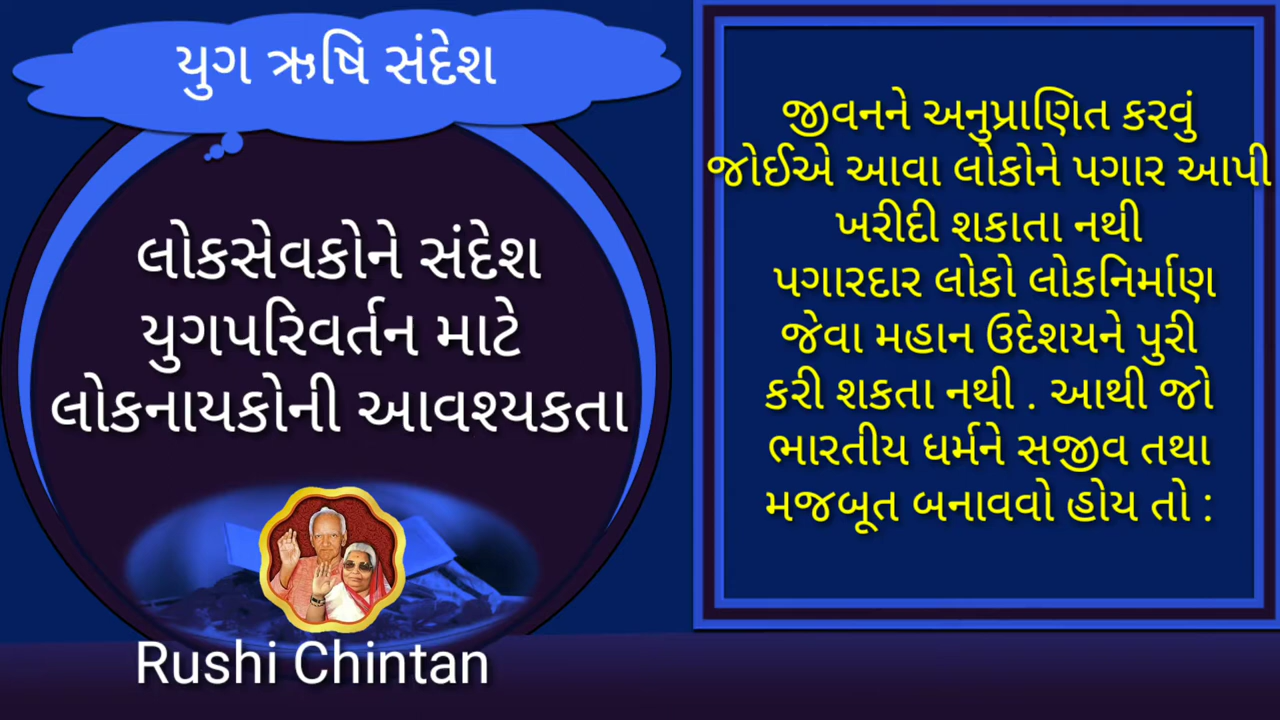 યુગ ઋષિ સંદેશ
લોકસેવકોને સંદેશ
યુગપરિવર્તન માટે
લોકનાયકોની આવશ્યકતા
Rushi Chintan
જીવનને અનુપ્રાણિત કરવું
જોઈએ આવા લોકોને પગાર આપી
ખરીદી શકાતા નથી
પગારદાર લોકો લોકનિર્માણ
જેવા મહાન ઉદેશયને પુરી
કરી શકતા નથી . આથી જો
ભારતીય ધર્મને સજીવ તથા
મજબૂત બનાવવો હોય તો :